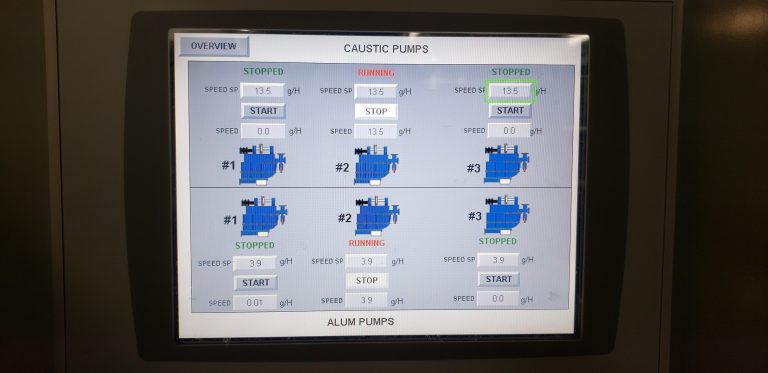 OVERVIEW
CAUSTIC PUMPS
STOPPED RUNNING STOPPED
SPEED SP 13.5 g/H SPEED SP 13.5 g/H SPEED SP 13.5 g/H
START STOP START
SPEED 0.0 g/H SPEED 13.5 g/H SPEED 0.0 g/H
#1 #2 #3
#1 #2 #3
STOPPED RUNNING STOPPED
SPEED SP 3.9 g/H SPEED SP 3.9 g/H SPEED SP 3.9 g/H
START STOP START
SPEED 0.01 g/H SPEED 3.9 g/H SPEED 0.0 g/H
ALUM PUMPS